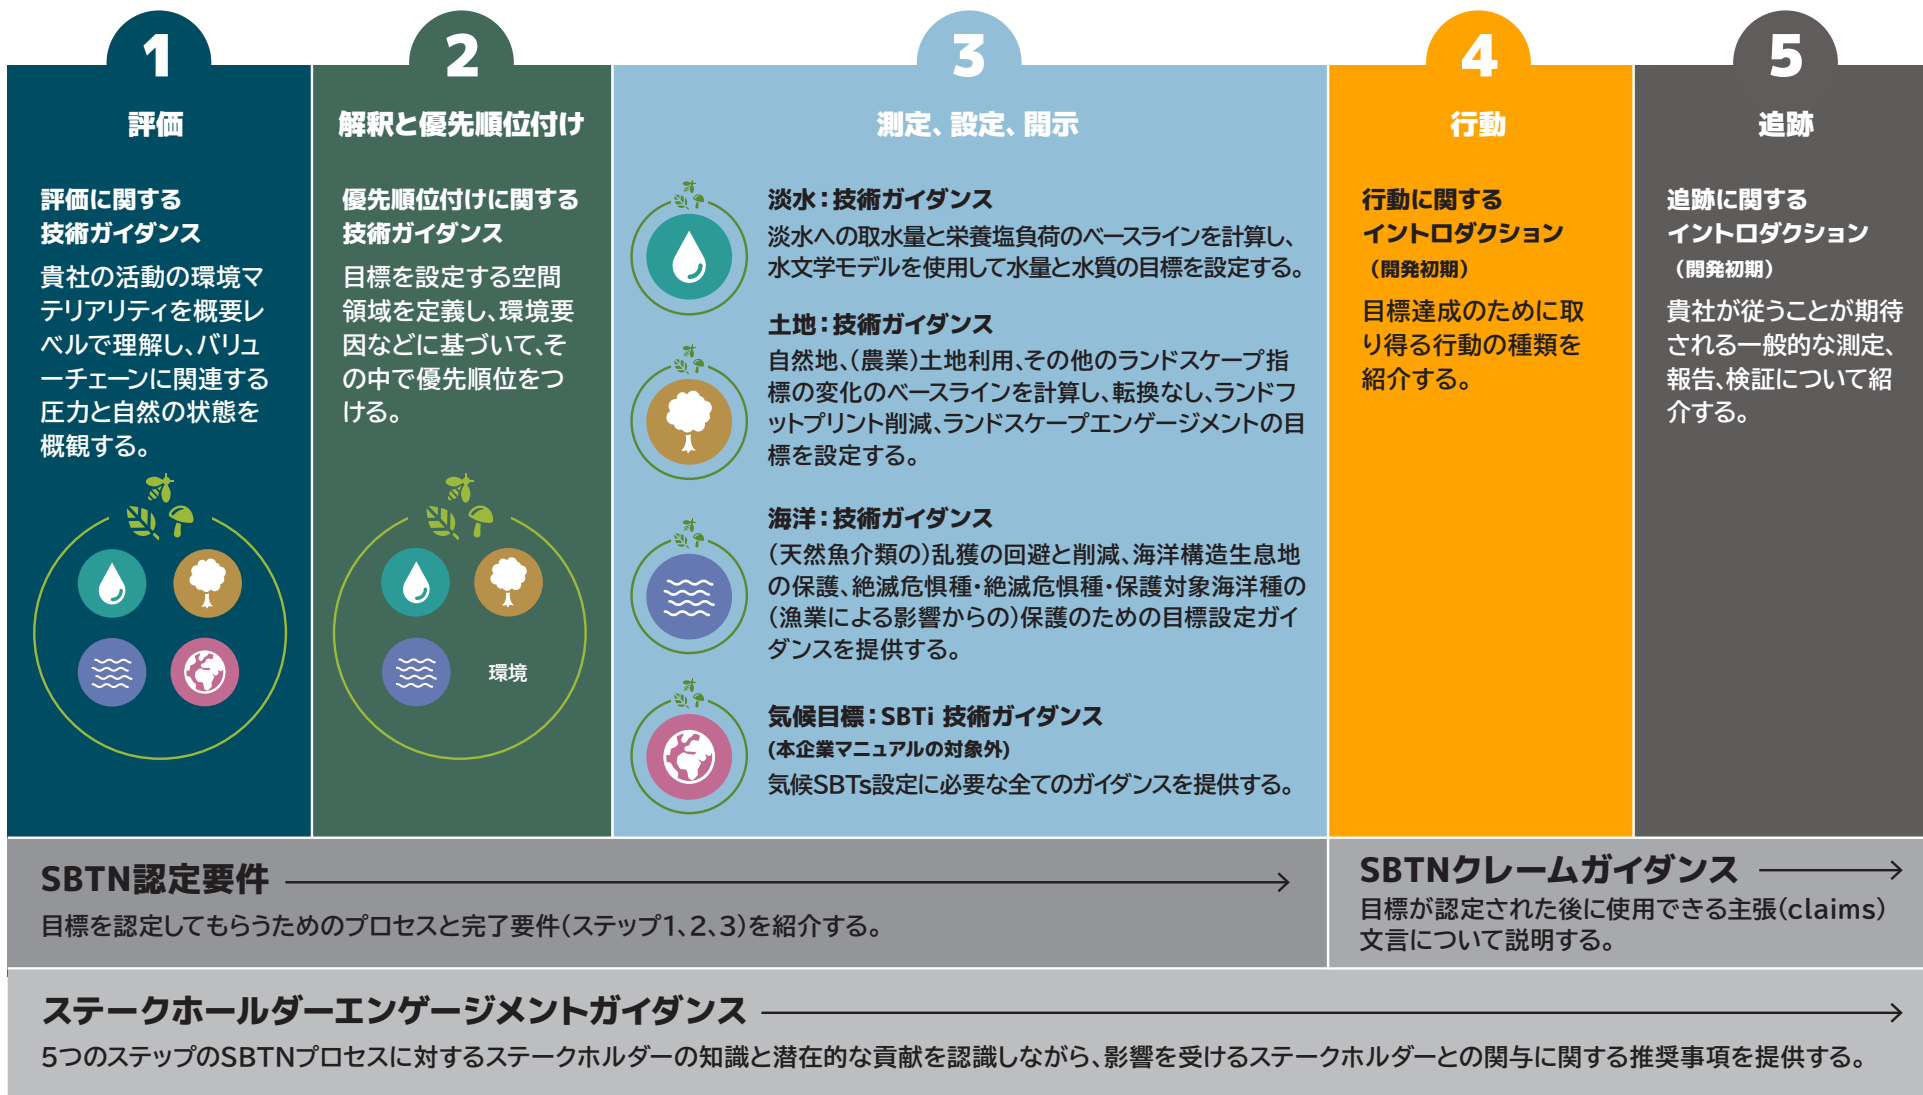 1
評価
評価に関する
技術ガイダンス
貴社の活動の環境マ
テリアリティを概要レ
ベルで理解し、バリュ
ーチェーンに関連する
圧力と自然の状態を
概観する。
2
解釈と優先順位付け
優先順位付けに関する
技術ガイダンス
目標を設定する空間
領域を定義し、環境要
因などに基づいて、そ
の中で優先順位をつ
ける。
環境
3
測定、設定、開示
淡水：技術ガイダンス
淡水への取水量と栄養塩負荷のベースラインを計算し、
水文学モデルを使用して水量と水質の目標を設定する。
土地：技術ガイダンス
自然地、（農業）土地利用、その他のランドスケープ指
標の変化のベースラインを計算し、転換なし、ランドフ
ットプリント削減、ランドスケープエンゲージメントの目
標を設定する。
海洋：技術ガイダンス
（天然魚介類の）乱獲の回避と削減、海洋構造生息地
の保護、絶滅危惧種・絶滅危惧種・保護対象海洋種の
（漁業による影響からの）保護のための目標設定ガイ
ダンスを提供する。
気候目標：SBTi 技術ガイダンス
(本企業マニュアルの対象外)
気候SBTs設定に必要な全てのガイダンスを提供する。
4
行動
行動に関する
イントロダクション
（開発初期）
目標達成のために取
り得る行動の種類を
紹介する。
5
追跡
追跡に関する
イントロダクション
（開発初期）
貴社が従うことが期待
される一般的な測定、
報告、検証について紹
介する。
SBTN認定要件
目標を認定してもらうためのプロセスと完了要件（ステップ1、2、3）を紹介する。
SBTNクレームガイダンス
目標が認定された後に使用できる主張（claims）
文言について説明する。
ステークホールダーエンゲージメントガイダンス
5つのステップのSBTNプロセスに対するステークホルダーの知識と潜在的な貢献を認識しながら、影響を受けるステークホルダーとの関与に関する推奨事項を提供する。